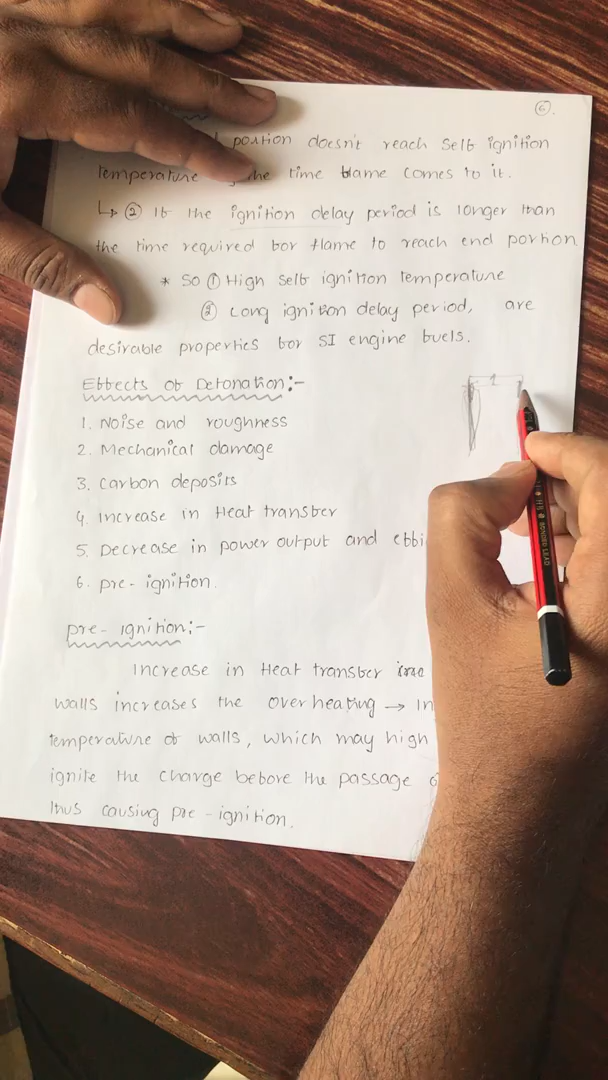 6.
portion doesn't reach self ignition
temperature the time flame comes to it.
↳ ② If the ignition delay period is longer than
the time required for flame to reach end portion
* So ① High self ignition temperature
② Long ignition delay period, are
desirable properties for SI engine fuels.
Effects of Detonation:-
1. Noise and roughness
2. Mechanical damage
3. Carbon deposits
4. Increase in Heat transfer
5. Decrease in power output and effi
6. pre-ignition.
pre-ignition:-
Increase in Heat transfer
walls increases the over heating → In
temperature of walls, which may high
ignite the charge before the passage
thus causing pre-ignition.
BONDED LEAD